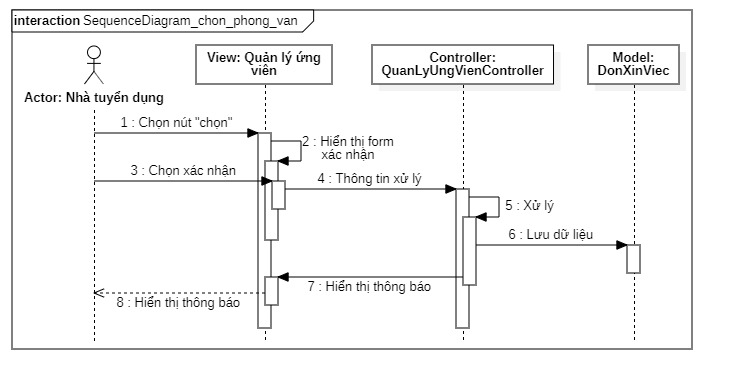 interaction SequenceDiagram_chon_phong_van
View: Quản lý ứng
viên
Controller:
QuanLyUngVienController
Model:
DonXinViec
Actor: Nhà tuyển dụng
1 : Chọn nút "chọn"
2 : Hiển thị form
xác nhận
3 : Chọn xác nhận
4 : Thông tin xử lý
5 : Xử lý
6 : Lưu dữ liệu
7 : Hiển thị thông báo
8 : Hiển thị thông báo